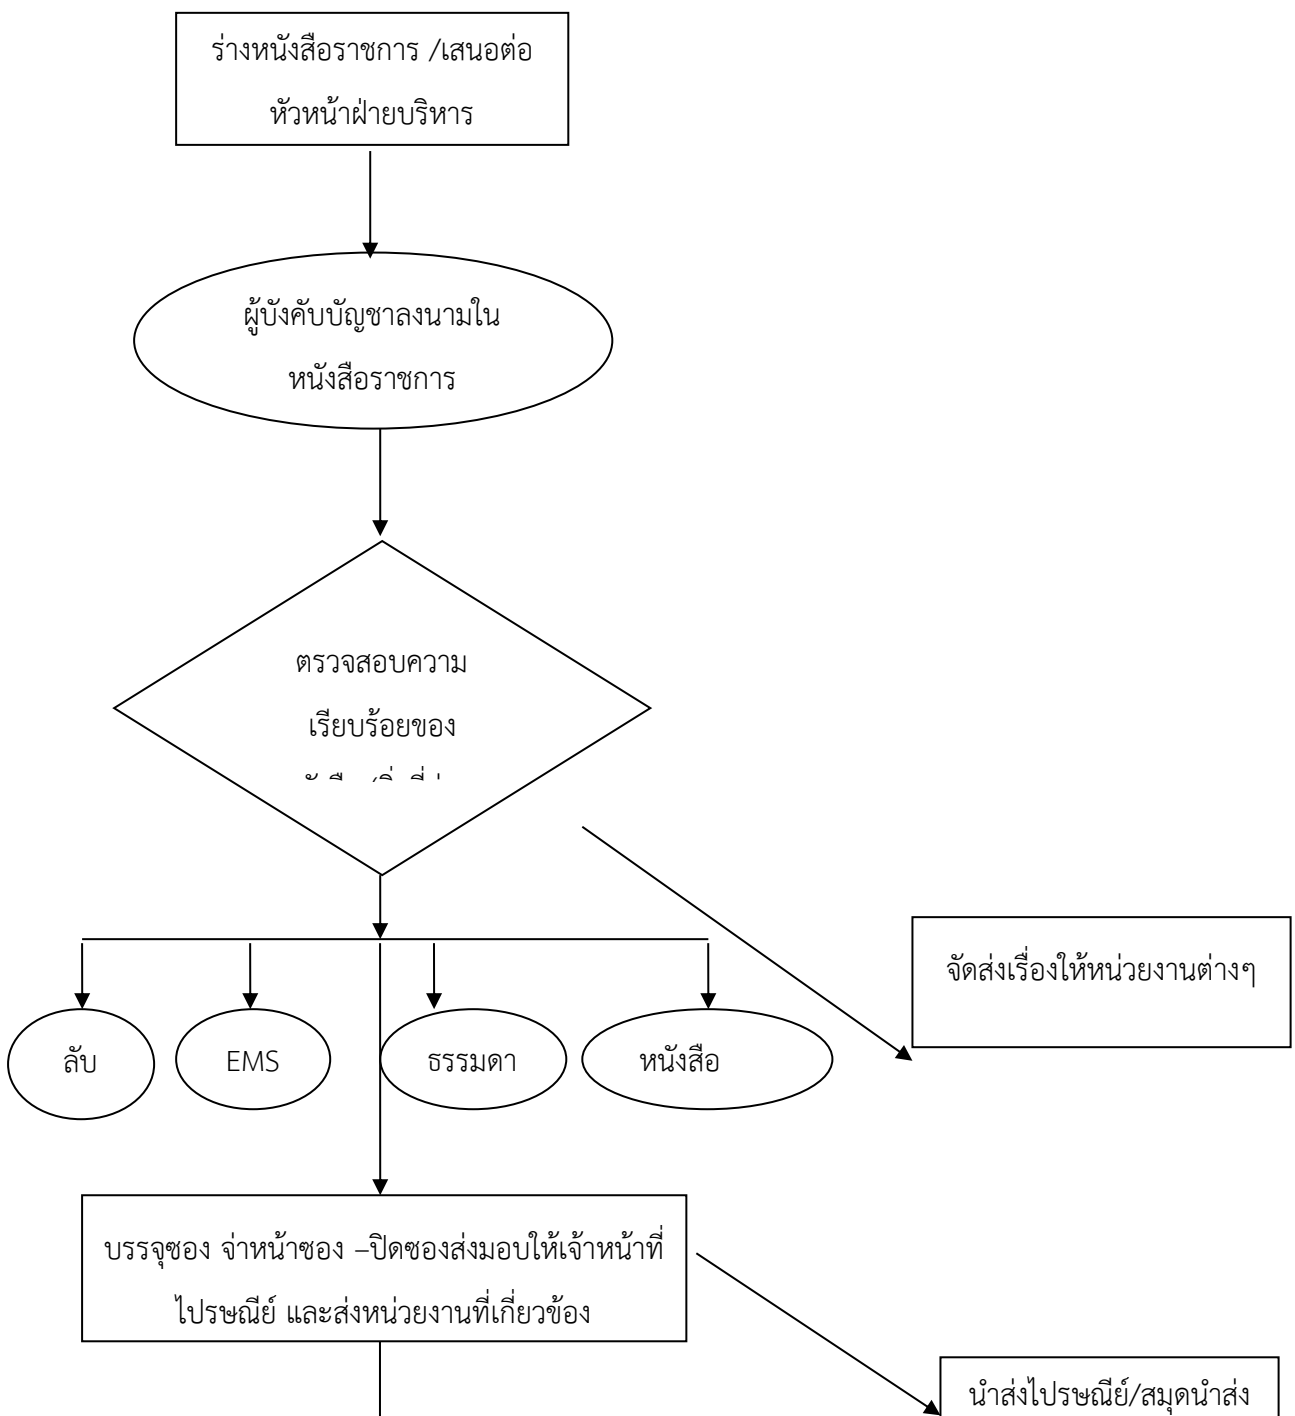 ร่างหนังสือราชการ /เสนอต่อ
หัวหน้าฝ่ายบริหาร
ผู้บังคับบัญชาลงนามใน
หนังสือราชการ
ตรวจสอบความ
เรียบร้อยของ
จัดส่งเรื่องให้หน่วยงานต่างๆ
ลับ
EMS
ธรรมดา
หนังสือ
บรรจุซอง จ่าหน้าซอง –ปิดซองส่งมอบให้เจ้าหน้าที่
ไปรษณีย์ และส่งหน่วยงานที่เกี่ยวข้อง
นำส่งไปรษณีย์/สมุดนำส่ง